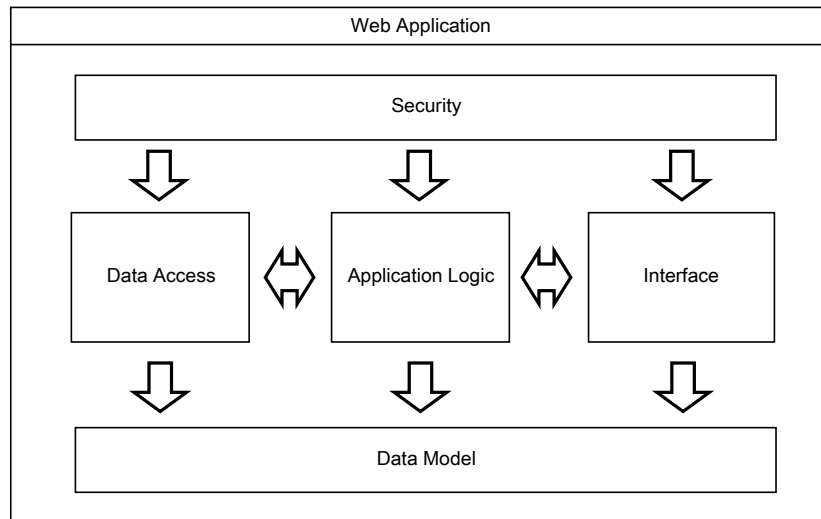 Web Application
Security
Data Access
Application Logic
Interface
Data Model